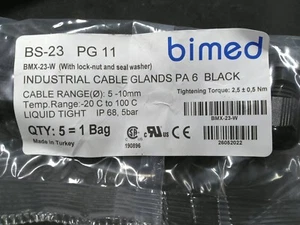 BS-23 PG 11
bimed
BMX-23-W (With lock-nut and seal washer)
INDUSTRIAL CABLE GLANDS PA 6 BLACK
CABLE RANGE(Ø): 5 -10mm
Tightening Torque: 2,5 ± 0,5 Nm
Temp.Range:-20 C to 100 C
LIQUID TIGHT IP 68, 5bar
BMX-23-W
QTY: 5 = 1 Bag
Made in Turkey
190896
26052022